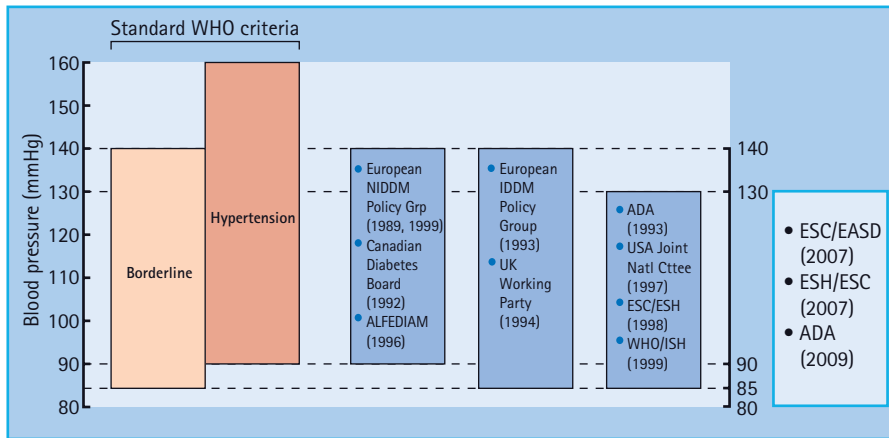 Standard WHO criteria
Blood pressure (mmHg)
160
150
140
130
120
110
100
90
80
Borderline
Hypertension
• European
NIDDM
Policy Grp
(1989, 1999)
• Canadian
Diabetes
Board
(1992)
• ALFEDIAM
(1996)
• European
IDDM
Policy
Group
(1993)
• UK
Working
Party
(1994)
• ADA
(1993)
• USA Joint
Natl Cttee
(1997)
• ESC/ESH
(1998)
• WHO/ISH
(1999)
140
130
90
85
80
• ESC/EASD
(2007)
• ESH/ESC
(2007)
• ADA
(2009)